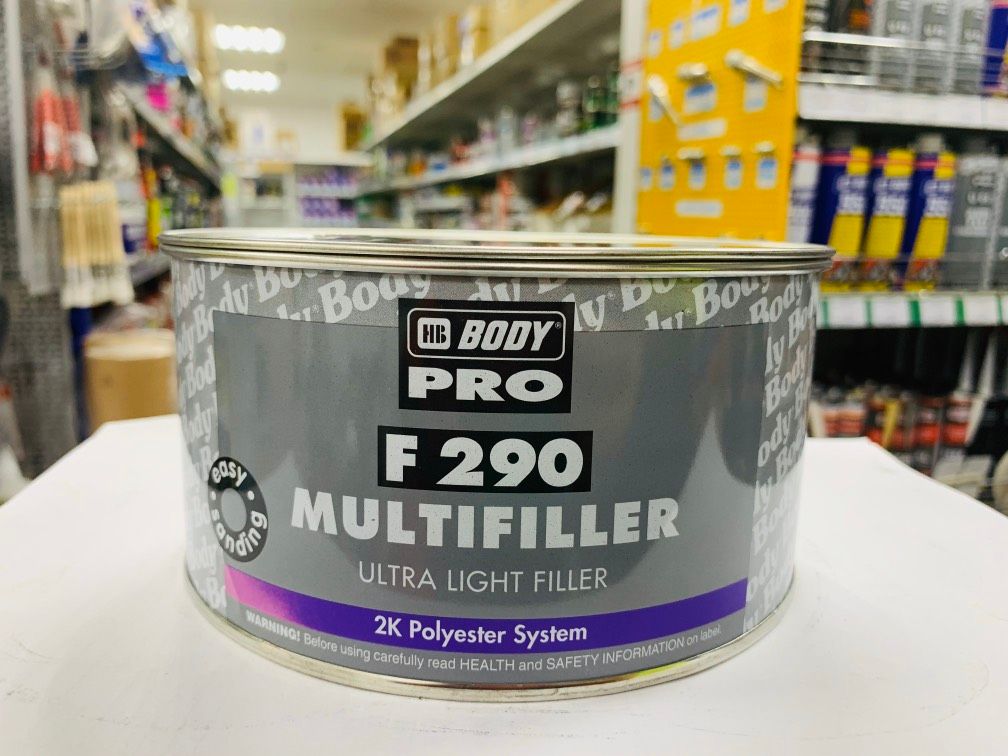 HB BODY®
PRO
F 290
MULTIFILLER
ULTRA LIGHT FILLER
easy • sanding •
2K Polyester System
WARNING! Before using carefully read HEALTH and SAFETY INFORMATION on label.
Body